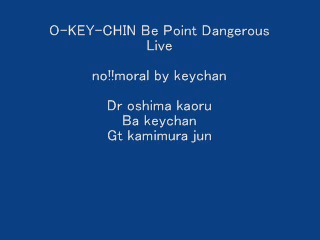 O-KEY-CHIN Be Point Dangerous
Live
no!!moral by keychan
Dr oshima kaoru
Ba keychan
Gt kamimura jun